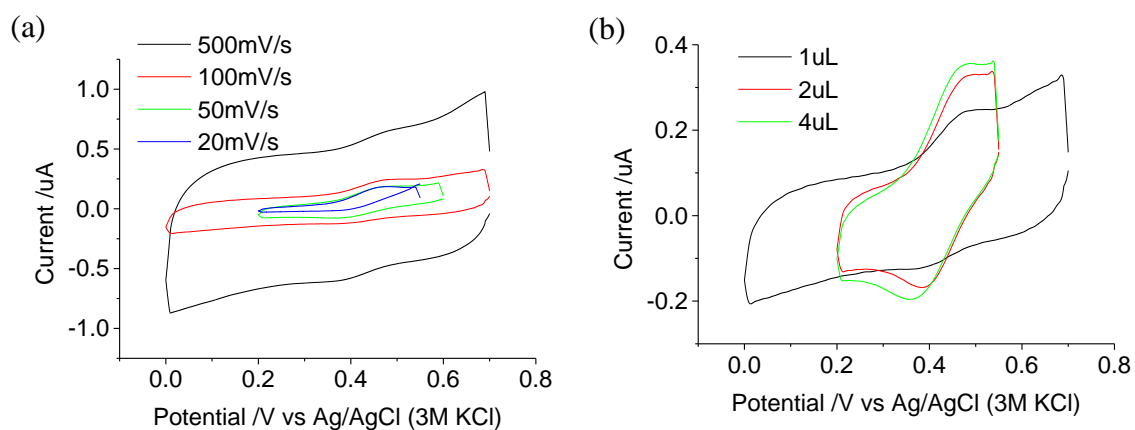 (a)
500mV/s
100mV/s
50mV/s
20mV/s
1.0
0.5
0.0
-0.5
-1.0
Current /uA
0.0 0.2 0.4 0.6 0.8
Potential /V vs Ag/AgCl (3M KCl)
(b)
1uL
2uL
4uL
0.4
0.2
0.0
-0.2
Current /uA
0.0 0.2 0.4 0.6 0.8
Potential /V vs Ag/AgCl (3M KCl)